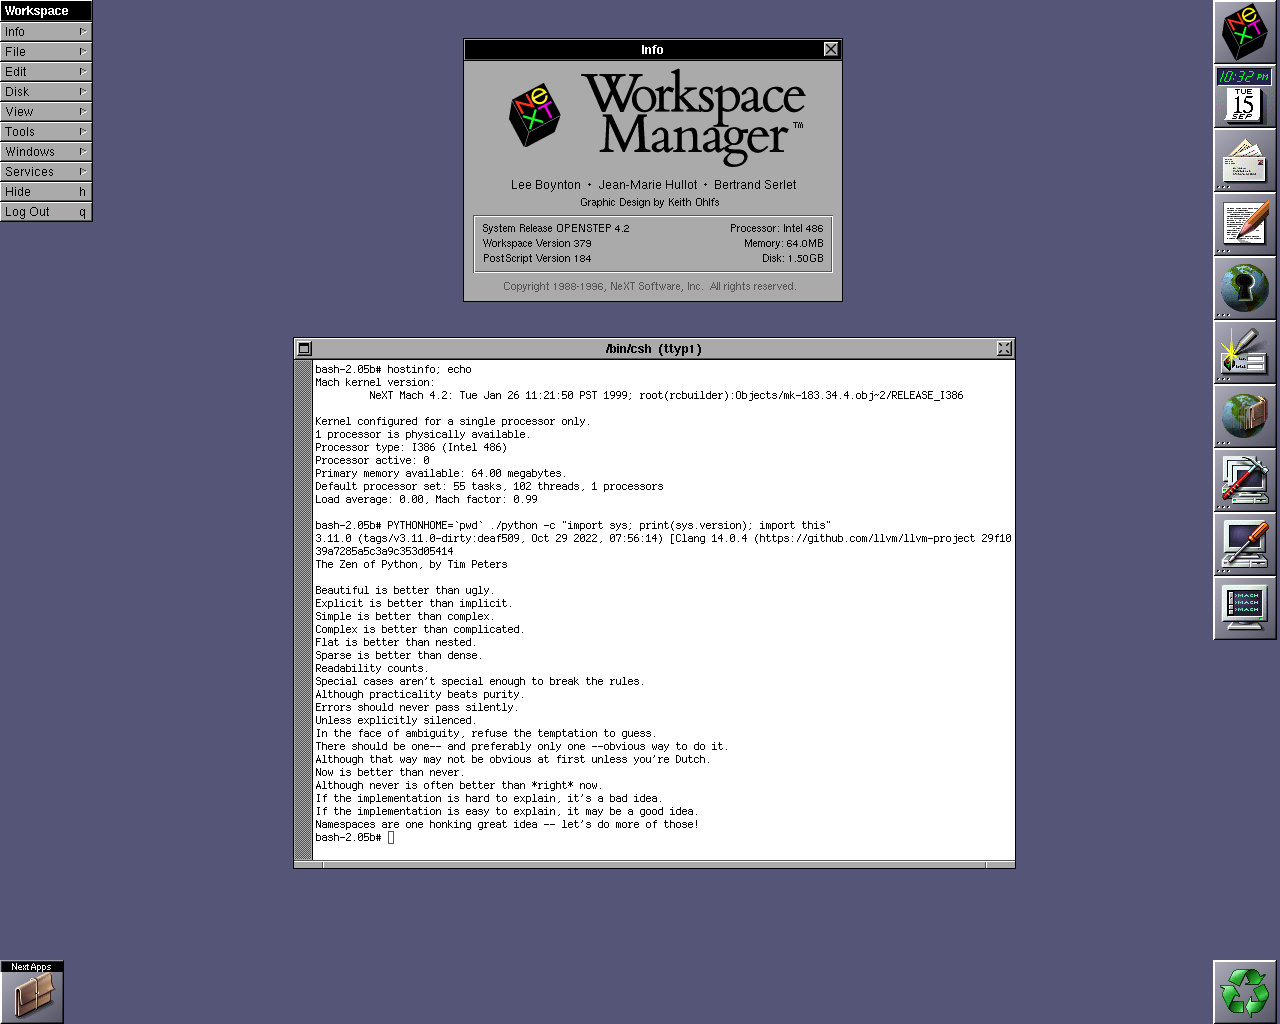 Workspace
Info
File
Edit
Disk
View
Tools
Windows
Services
Hide h
Log Out q
Info
NeXT
Workspace
Manager™
Lee Boynton • Jean-Marie Hullot • Bertrand Serlet
Graphic Design by Keith Ohlfs
System Release OPENSTEP 4.2 Processor: Intel 486
Workspace Version 379 Memory: 64.0MB
PostScript Version 184 Disk: 1.50GB
Copyright 1988-1996, NeXT Software, Inc. All rights reserved.
/bin/csh (ttyp1)
bash-2.05b# hostinfo; echo
Mach kernel version:
NeXT Mach 4.2: Tue Jan 26 11:21:50 PST 1999; root(rcbuilder):Objects/mk-183.34.4.obj~2/RELEASE_I386
Kernel configured for a single processor only.
1 processor is physically available.
Processor type: I386 (Intel 486)
Processor active: 0
Primary memory available: 64.00 megabytes.
Default processor set: 55 tasks, 102 threads, 1 processors
Load average: 0.00, Mach factor: 0.99
bash-2.05b# PYTHONHOME=`pwd` ./python -c "import sys; print(sys.version); import this"
3.11.0 (tags/v3.11.0-dirty:deaf509, Oct 29 2022, 07:56:14) [Clang 14.0.4 (https://github.com/llvm/llvm-project 29f10
39a7285a5c3a9c353d05414
The Zen of Python, by Tim Peters
Beautiful is better than ugly.
Explicit is better than implicit.
Simple is better than complex.
Complex is better than complicated.
Flat is better than nested.
Sparse is better than dense.
Readability counts.
Special cases aren't special enough to break the rules.
Although practicality beats purity.
Errors should never pass silently.
Unless explicitly silenced.
In the face of ambiguity, refuse the temptation to guess.
There should be one-- and preferably only one --obvious way to do it.
Although that way may not be obvious at first unless you're Dutch.
Now is better than never.
Although never is often better than *right* now.
If the implementation is hard to explain, it's a bad idea.
If the implementation is easy to explain, it may be a good idea.
Namespaces are one honking great idea -- let's do more of those!
bash-2.05b#
NeXT
10:32 PM
TUE
15
SEP
>MACH
>MACH
>MACH
NextApps